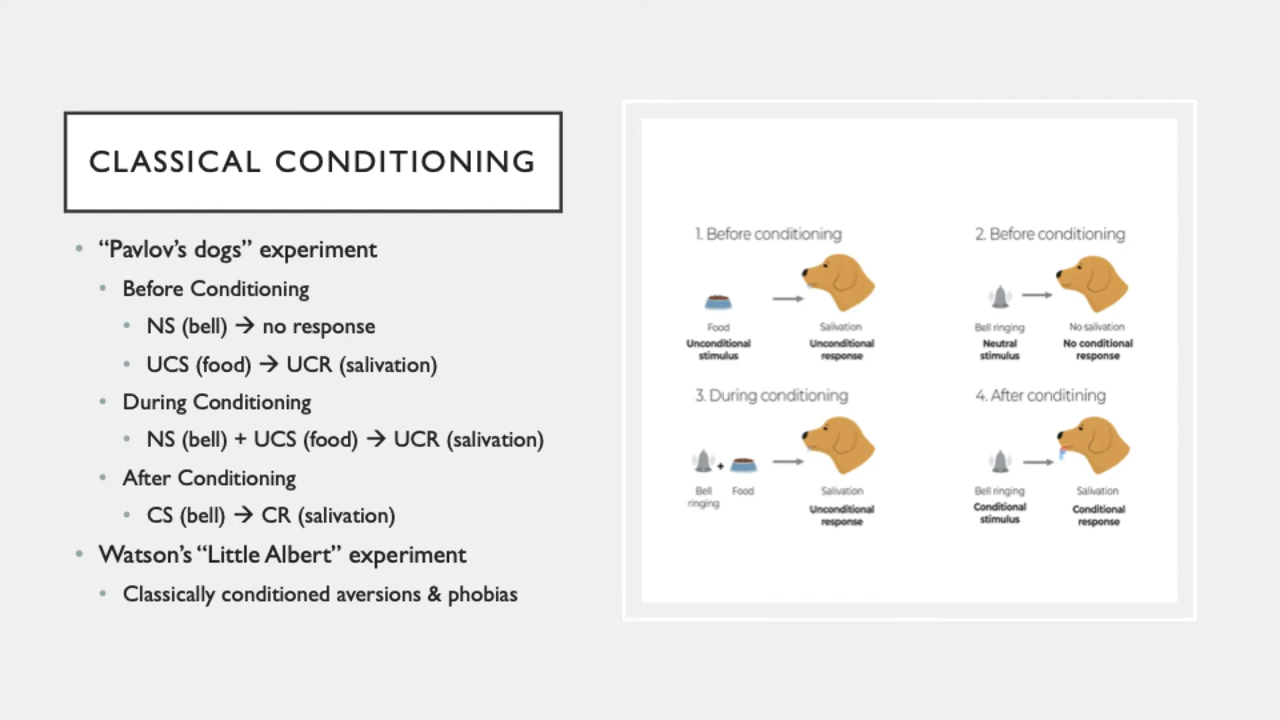 CLASSICAL CONDITIONING
• “Pavlov’s dogs” experiment
• Before Conditioning
• NS (bell) → no response
• UCS (food) → UCR (salivation)
• During Conditioning
• NS (bell) + UCS (food) → UCR (salivation)
• After Conditioning
• CS (bell) → CR (salivation)
• Watson’s “Little Albert” experiment
• Classically conditioned aversions & phobias
1. Before conditioning
Food
Unconditional
stimulus
Salivation
Unconditional
response
2. Before conditioning
Bell ringing
Neutral
stimulus
No salivation
No conditional
response
3. During conditioning
+
Bell
ringing
Food
Salivation
Unconditional
response
4. After conditining
Bell ringing
Conditional
stimulus
Salivation
Conditional
response